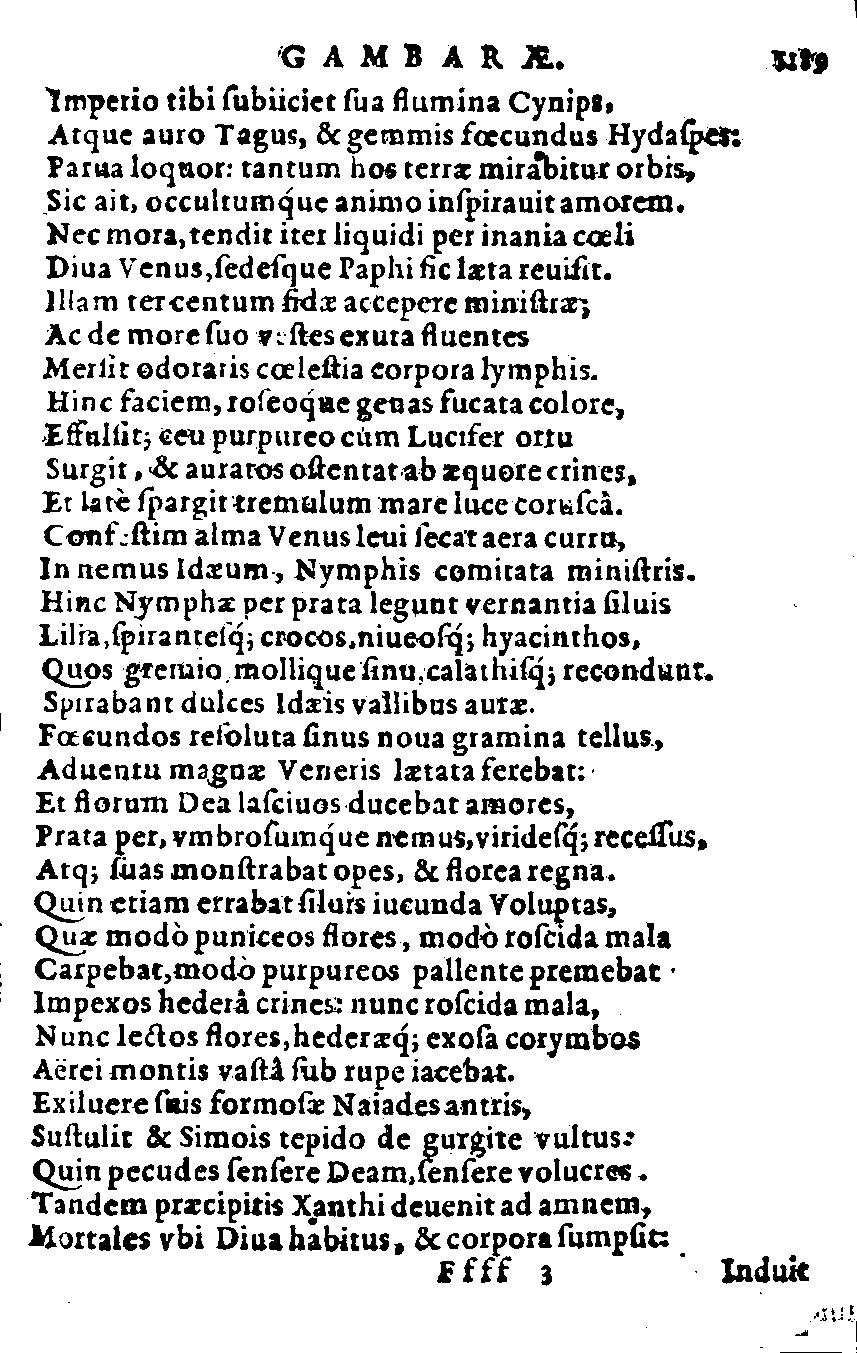 GAMBARÆ. 1189
Imperio tibi ſubiiciet ſua flumina Cynips,
Atque auro Tagus, & gemmis fœcundus Hydaſpes:
Parua loquor: tantum hos terræ mirabitur orbis,
Sic ait, occultumq́ue animo inſpirauit amorem.
Nec mora, tendit iter liquidi per inania cœli
Diua Venus, ſedeſque Paphi ſic læta reuiſit.
Illam tercentum fidæ accepere miniſtræ;
Ac de more ſuo veſtes exuta fluentes
Merſit odoratis cœleſtia corpora lymphis.
Hinc faciem, roſeoq́ue genas fucata colore,
Effulſit; ceu purpureo cùm Lucifer ortu
Surgit, & auratos oſtentat ab æquore crines,
Et latè ſpargit tremulum mare luce coruſcâ.
Confeſtim alma Venus leui ſecat aera curru,
In nemus Idæum, Nymphis comitata miniſtris.
Hinc Nymphæ per prata legunt vernantia ſiluis
Lilia, ſpiranteſq́; crocos, niueoſq́; hyacinthos,
Quos gremio, mollique ſinu, calathiſq́; recondunt.
Spirabant dulces Idæis vallibus auræ.
Fœcundos reſoluta ſinus noua gramina tellus,
Aduentu magnæ Veneris lætata ferebat:
Et florum Dea laſciuos ducebat amores,
Prata per, vmbroſumq́ue nemus, virideſq́; receſſus,
Atq; ſuas monſtrabat opes, & florea regna.
Quin etiam errabat ſiluis iucunda Voluptas,
Quæ modò puniceos flores, modò roſcida mala
Carpebat, modò purpureos pallente premebat
Impexos hederâ crines: nunc roſcida mala,
Nunc lectos flores, hederæq́; exoſa corymbos
Aërei montis vaſtâ ſub rupe iacebat.
Exiluere ſuis formoſæ Naiades antris,
Suſtulit & Simois tepido de gurgite vultus:
Quin pecudes ſenſere Deam, ſenſere volucres.
Tandem præcipitis Xanthi deuenit ad amnem,
Mortales vbi Diua habitus, & corpora ſumpſit:
Ffff 3 Induit